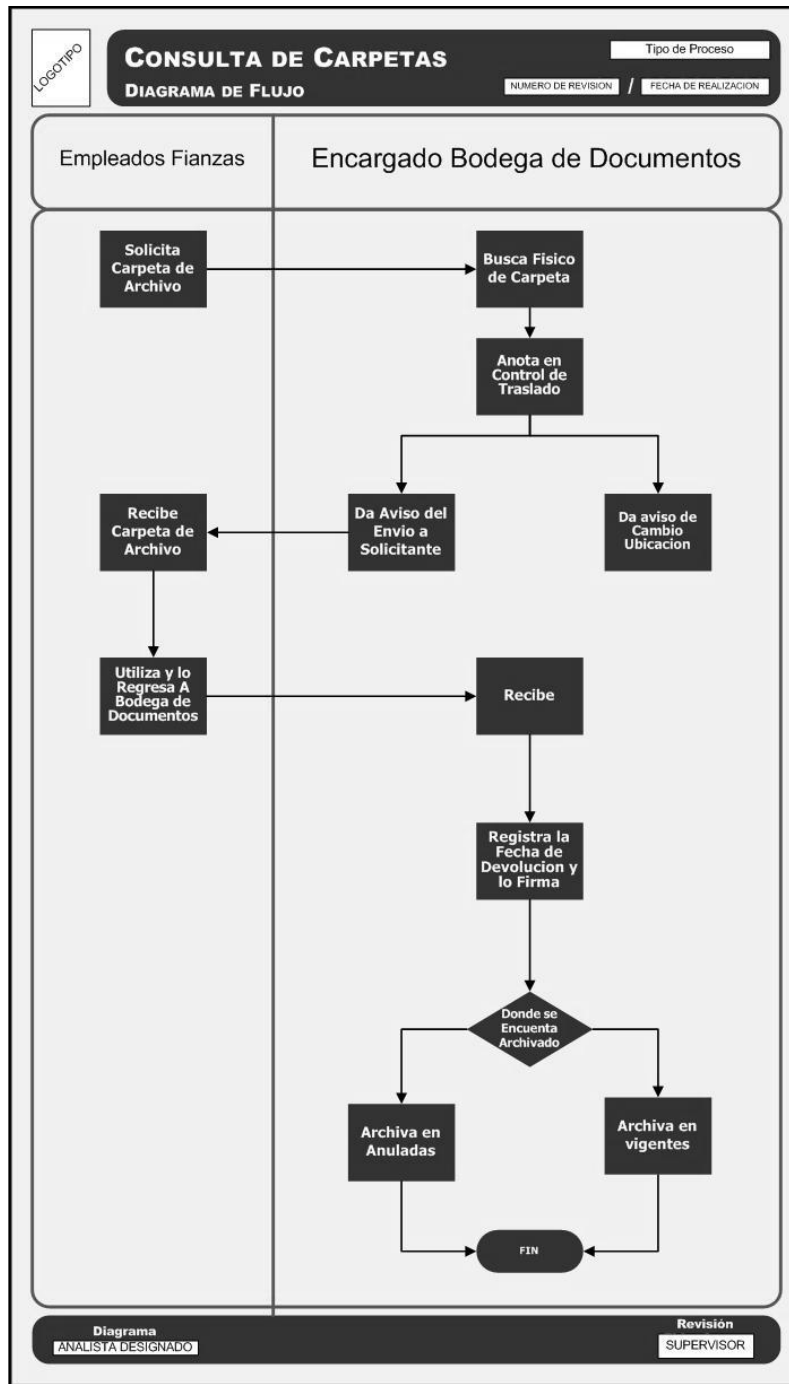 LOGOTIPO
CONSULTA DE CARPETAS
DIAGRAMA DE FLUJO
Tipo de Proceso
NUMERO DE REVISION / FECHA DE REALIZACION
Empleados Fianzas
Encargado Bodega de Documentos
Solicita
Carpeta de
Archivo
Busca Fisico
de Carpeta
Anota en
Control de
Traslado
Recibe
Carpeta de
Archivo
Da Aviso del
Envio a
Solicitante
Da aviso de
Cambio
Ubicacion
Utiliza y lo
Regresa A
Bodega de
Documentos
Recibe
Registra la
Fecha de
Devolucion y
lo Firma
Donde se
Encuenta
Archivado
Archiva en
Anuladas
Archiva en
vigentes
FIN
Diagrama
ANALISTA DESIGNADO
Revisión
SUPERVISOR